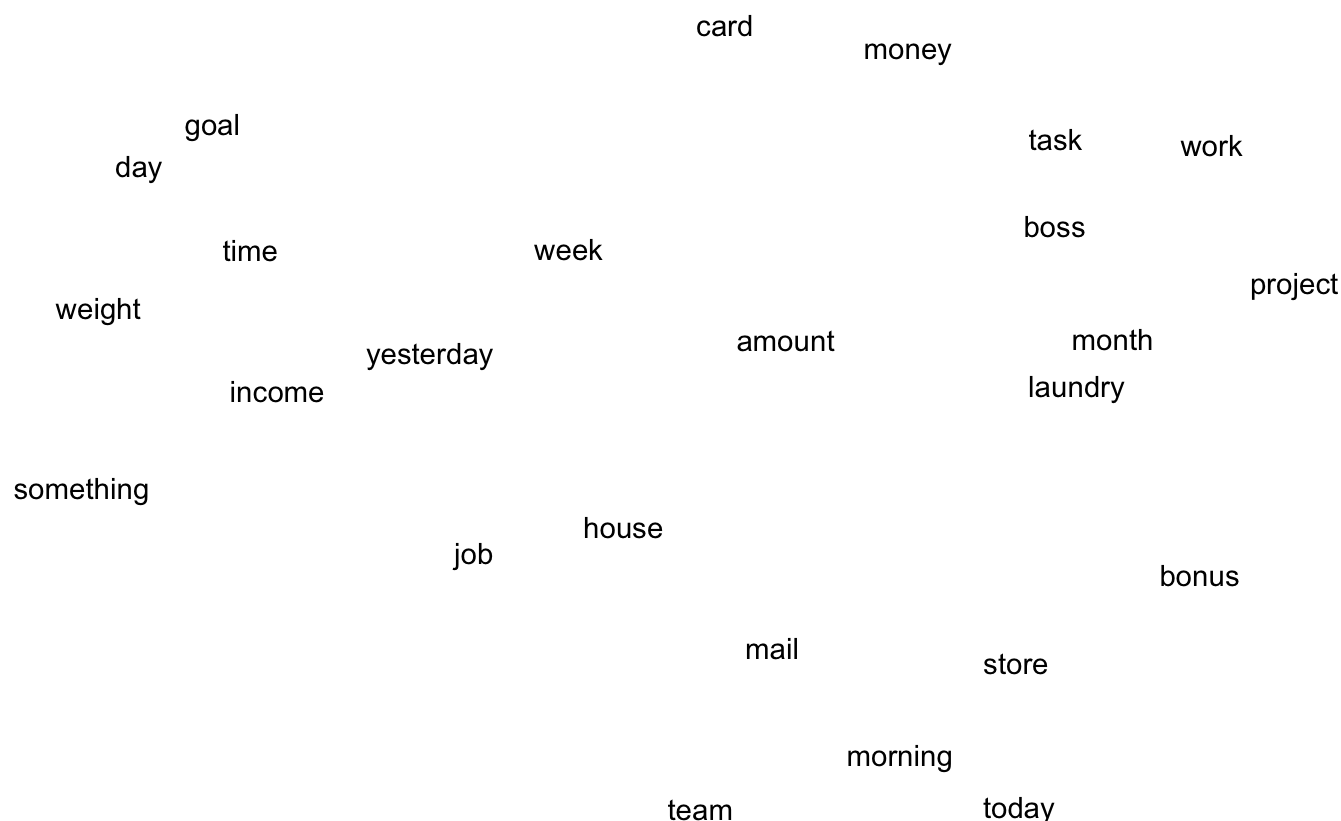 card
money
goal
task
work
day
boss
time
week
project
weight
amount
month
yesterday
laundry
income
something
house
job
bonus
mail
store
morning
team
today